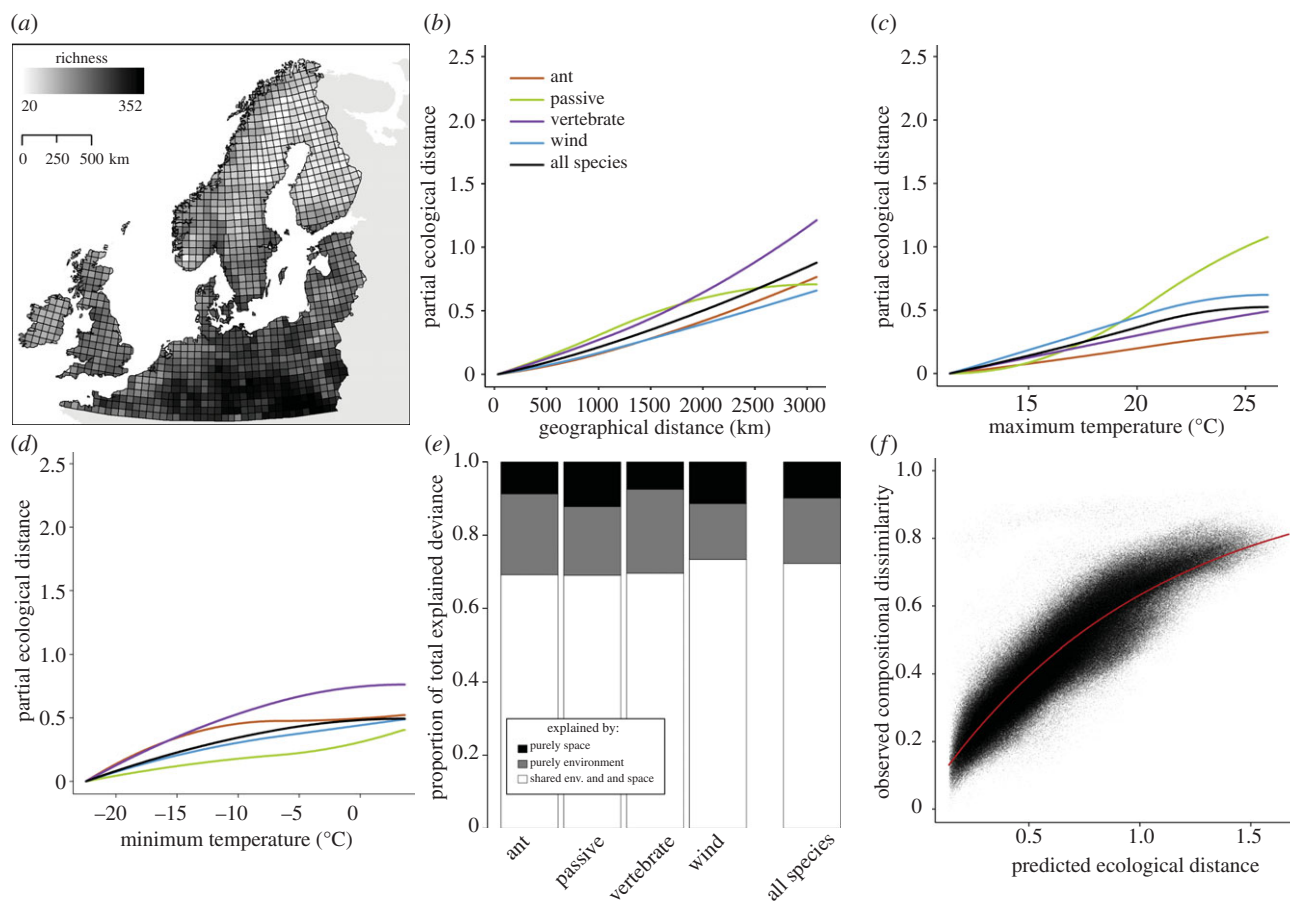 (a)
richness
20 352
0 250 500 km
(b)
partial ecological distance
2.5
2.0
1.5
1.0
0.5
0
ant
passive
vertebrate
wind
all species
0 500 1000 1500 2000 2500 3000
geographical distance (km)
(c)
partial ecological distance
2.5
2.0
1.5
1.0
0.5
0
15 20 25
maximum temperature (°C)
(d)
partial ecological distance
2.5
2.0
1.5
1.0
0.5
0
–20 –15 –10 –5 0
minimum temperature (°C)
(e)
proportion of total explained deviance
1.0
0.8
0.6
0.4
0.2
0
explained by:
purely space
purely environment
shared env. and and space
ant
passive
vertebrate
wind
all species
(f)
observed compositional dissimilarity
1.0
0.8
0.6
0.4
0.2
0
0.5 1.0 1.5
predicted ecological distance